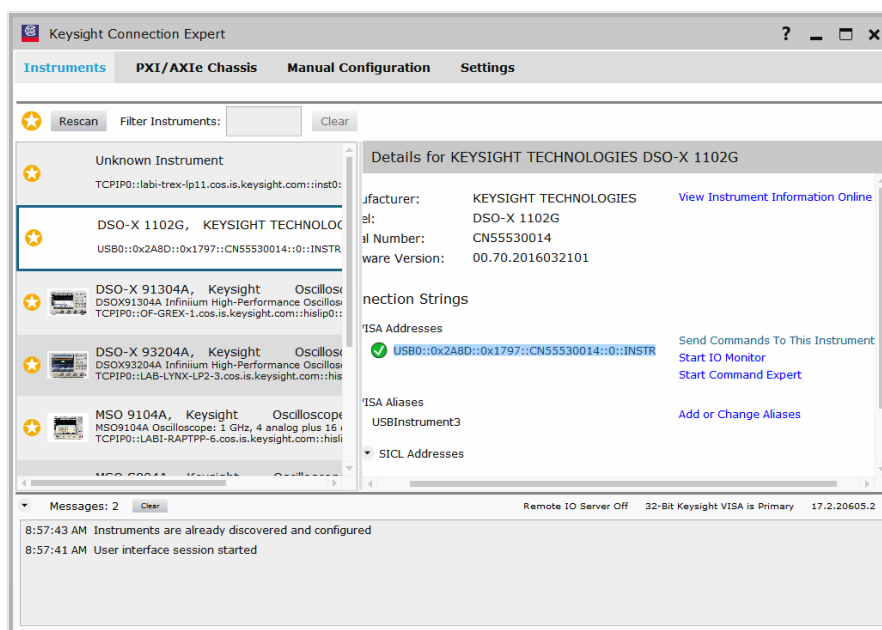 Keysight Connection Expert
?
Instruments PXI/AXIe Chassis Manual Configuration Settings
Rescan Filter Instruments: Clear
Unknown Instrument
TCPIP0::labi-trex-lp11.cos.is.keysight.com::inst0:
DSO-X 1102G, KEYSIGHT TECHNOLOG
USB0::0x2A8D::0x1797::CN55530014::0::INSTR
DSO-X 91304A, Keysight Oscillosc
DSOX91304A Infiniium High-Performance Oscillosc
TCPIP0::OF-GREX-1.cos.is.keysight.com::hislip0::
DSO-X 93204A, Keysight Oscillosc
DSOX93204A Infiniium High-Performance Oscillosc
TCPIP0::LAB-LYNX-LP2-3.cos.is.keysight.com::his
MSO 9104A, Keysight Oscilloscope
MSO9104A Oscilloscope: 1 GHz, 4 analog plus 16
TCPIP0::LABI-RAPTPP-6.cos.is.keysight.com::hisli
Details for KEYSIGHT TECHNOLOGIES DSO-X 1102G
ufacturer: KEYSIGHT TECHNOLOGIES View Instrument Information Online
el: DSO-X 1102G
al Number: CN55530014
ware Version: 00.70.2016032101
nection Strings
VISA Addresses
USB0::0x2A8D::0x1797::CN55530014::0::INSTR
Send Commands To This Instrument
Start IO Monitor
Start Command Expert
VISA Aliases
USBInstrument3
Add or Change Aliases
SICL Addresses
Messages: 2 Clear Remote IO Server Off 32-Bit Keysight VISA is Primary 17.2.20605.2
8:57:43 AM Instruments are already discovered and configured
8:57:41 AM User interface session started